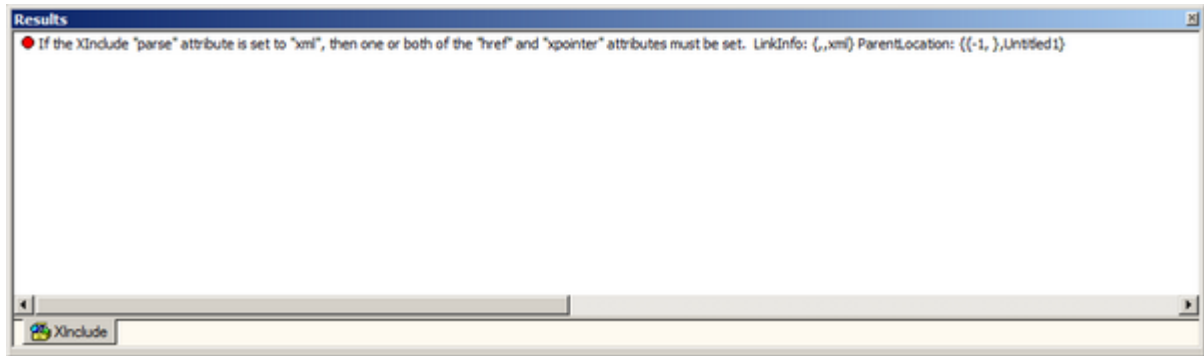 Results
If the XInclude "parse" attribute is set to "xml", then one or both of the "href" and "xpointer" attributes must be set.  LinkInfo: {,,xml} ParentLocation: {(-1, },Untitled1}
XInclude